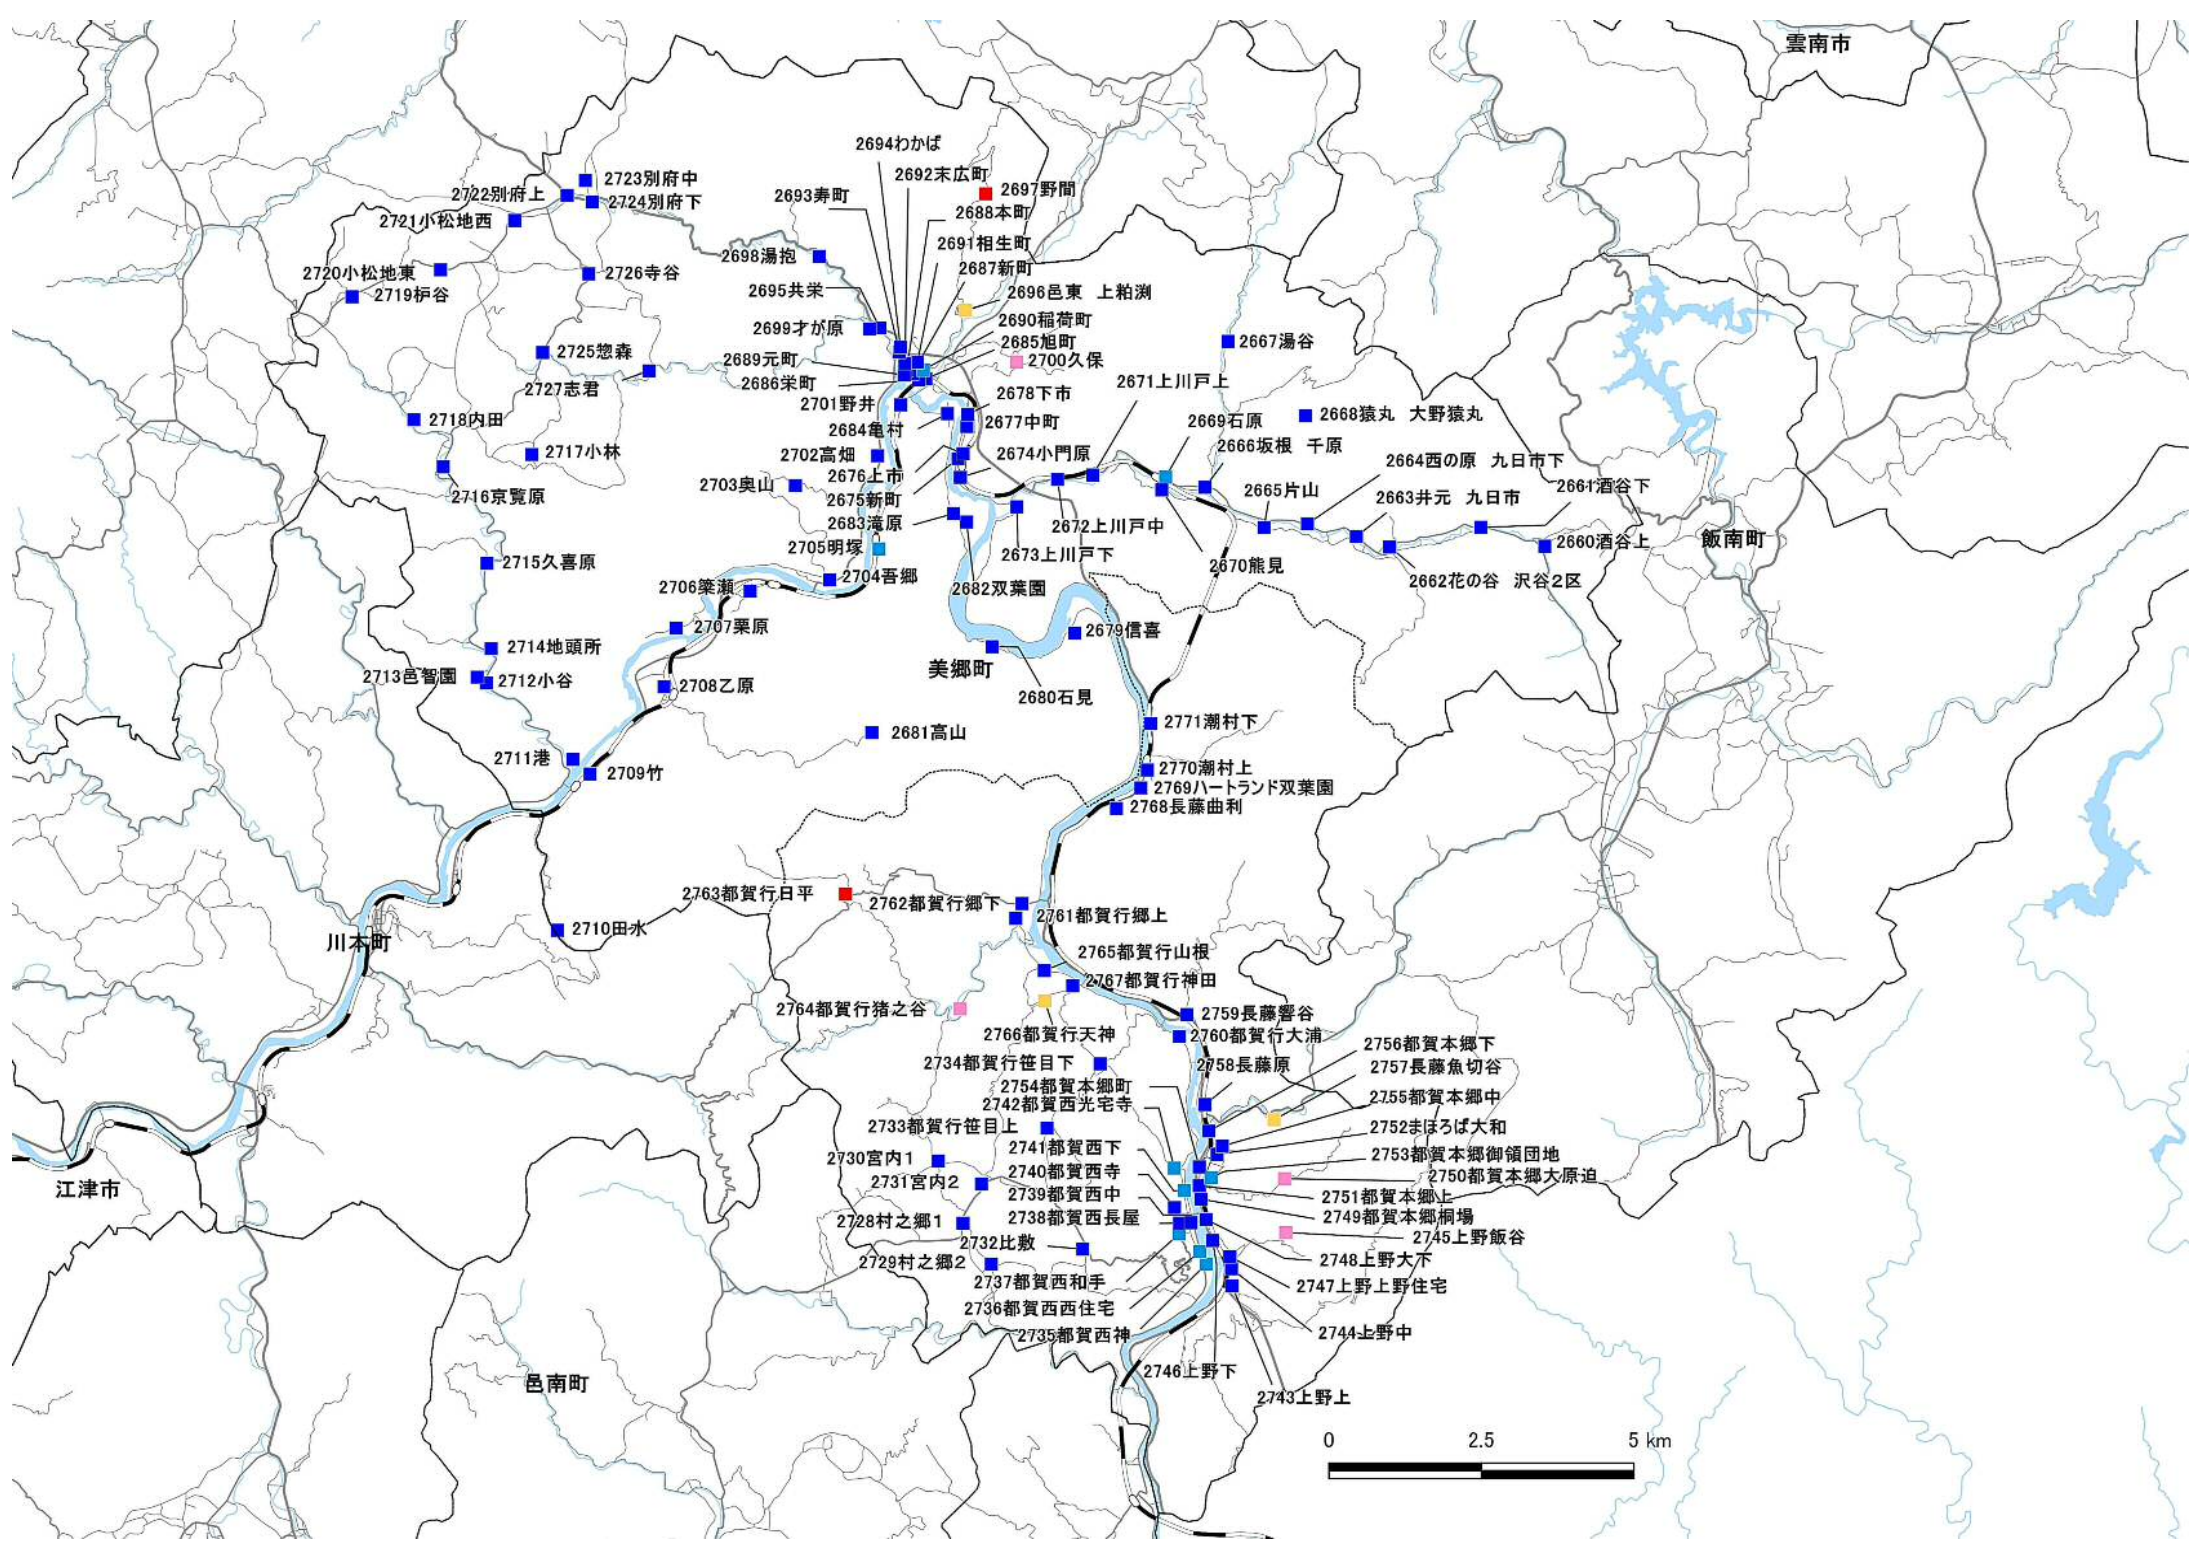 雲南市
2694わかば
2692末広町
2723別府中
2697野間
2722別府上
2693寿町
2724別府下
2688本町
2721小松地西
2691相生町
2698湯抱
2687新町
2720小松地東
2726寺谷
2695共栄
2696邑東 上粕渕
2719枦谷
2690稲荷町
2699才が原
2685旭町
2667湯谷
2725惣森
2689元町
2700久保
2686栄町
2671上川戸上
2727志君
2678下市
2701野井
2668猿丸 大野猿丸
2718内田
2677中町
2669石原
2684亀村
2666坂根 千原
2717小林
2702高畑
2674小門原
2664西の原 九日市下
2676上市
2703奥山
2661酒谷下
2665片山
2716京覧原
2663井元 九日市
2675新町
2683滝原
2672上川戸中
飯南町
2660酒谷上
2705明塚
2673上川戸下
2715久喜原
2670熊見
2704吾郷
2662花の谷 沢谷2区
2706簗瀬
2682双葉園
2707栗原
2679信喜
2714地頭所
美郷町
2713邑智園
2712小谷
2708乙原
2680石見
2771潮村下
2681高山
2711港
2770潮村上
2709竹
2769ハートランド双葉園
2768長藤曲利
2763都賀行日平
2762都賀行郷下
2761都賀行郷上
2710田水
川本町
2765都賀行山根
2767都賀行神田
2764都賀行猪之谷
2759長藤響谷
2766都賀行天神
2760都賀行大浦
2756都賀本郷下
2734都賀行笹目下
2758長藤原
2757長藤魚切谷
2754都賀本郷町
2755都賀本郷中
2742都賀西光宅寺
2733都賀行笹目上
2752まほろば大和
2741都賀西下
2753都賀本郷御領団地
2730宮内1
2740都賀西寺
2750都賀本郷大原迫
2731宮内2
江津市
2739都賀西中
2751都賀本郷上
2738都賀西長屋
2749都賀本郷桐場
2728村之郷1
2745上野飯谷
2732比敷
2748上野大下
2729村之郷2
2737都賀西和手
2747上野上野住宅
2736都賀西西住宅
2744上野中
2735都賀西神
2746上野下
邑南町
2743上野上
0 2.5 5 km